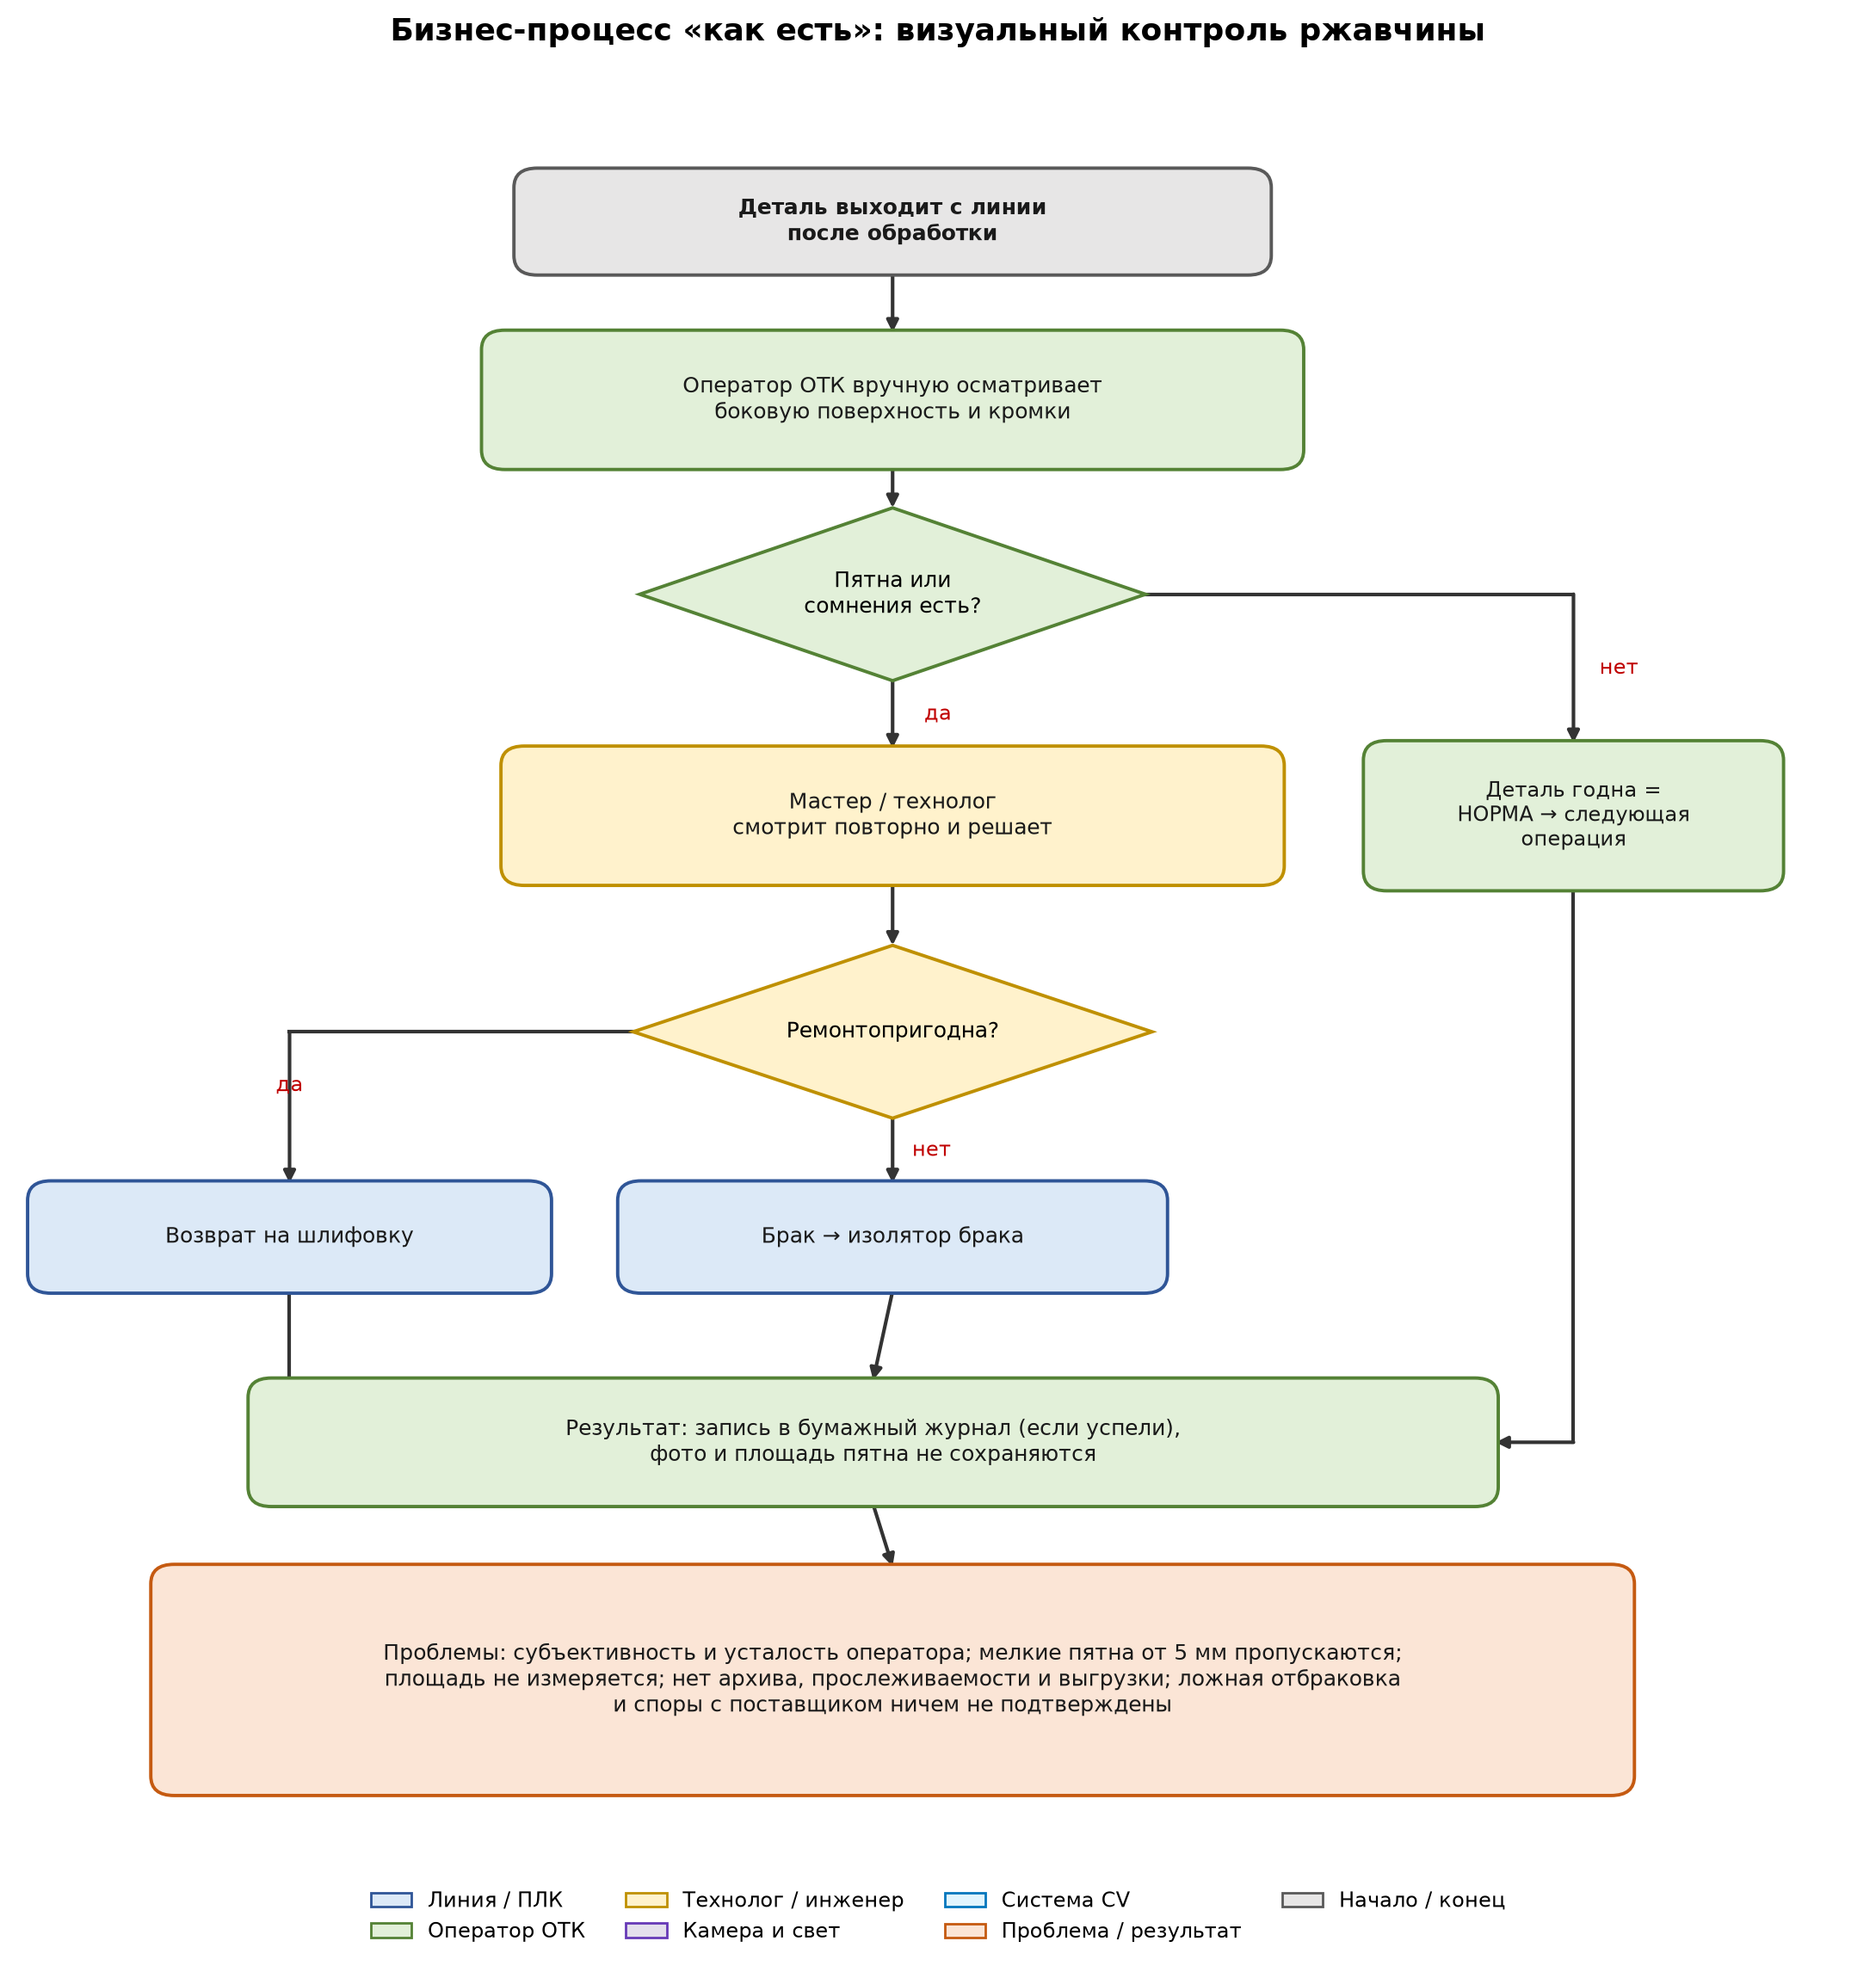 Бизнес-процесс «как есть»: визуальный контроль ржавчины
Деталь выходит с линии
после обработки
Оператор ОТК вручную осматривает
боковую поверхность и кромки
Пятна или
сомнения есть?
нет
да
Мастер / технолог
смотрит повторно и решает
Деталь годна =
НОРМА → следующая
операция
Ремонтопригодна?
да
нет
Возврат на шлифовку
Брак → изолятор брака
Результат: запись в бумажный журнал (если успели),
фото и площадь пятна не сохраняются
Проблемы: субъективность и усталость оператора; мелкие пятна от 5 мм пропускаются;
площадь не измеряется; нет архива, прослеживаемости и выгрузки; ложная отбраковка
и споры с поставщиком ничем не подтверждены
Линия / ПЛК
Оператор ОТК
Технолог / инженер
Камера и свет
Система CV
Проблема / результат
Начало / конец